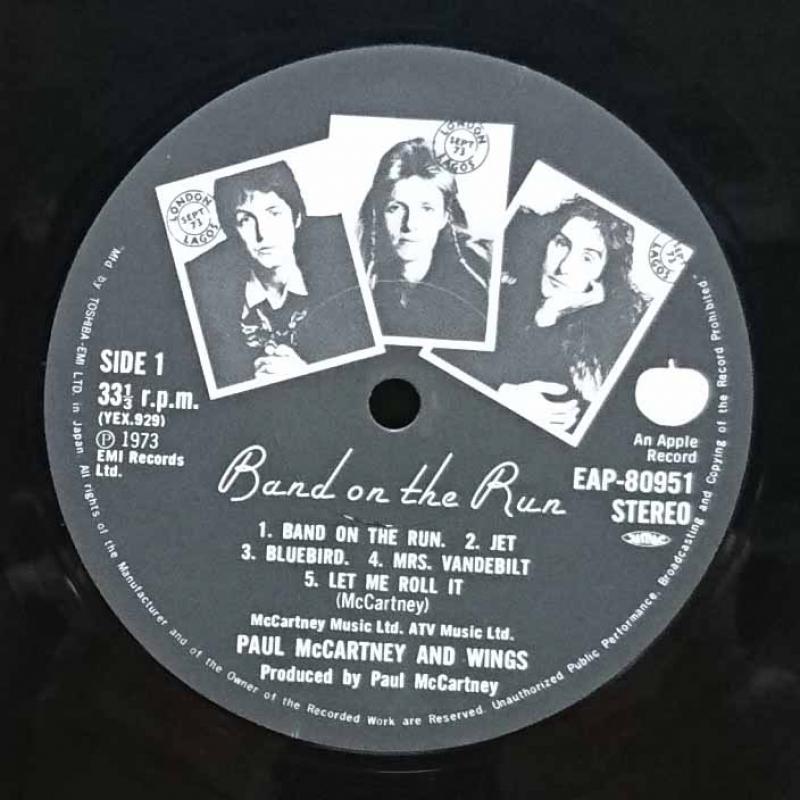 LONDON
SEPT
73
LAGOS
LONDON
SEPT
73
LAGOS
SEPT
73
LAGOS
SIDE 1
33⅓ r.p.m.
(YEX.929)
Ⓟ 1973
EMI Records
Ltd.
An Apple
Record
EAP-80951
STEREO
Band on the Run
1. BAND ON THE RUN. 2. JET
3. BLUEBIRD. 4. MRS. VANDEBILT
5. LET ME ROLL IT
(McCartney)
McCartney Music Ltd. ATV Music Ltd.
PAUL McCARTNEY AND WINGS
Produced by Paul McCartney
Mfd by TOSHIBA-EMI LTD. in Japan. All rights of the Manufacturer and of the Owner of the Recorded Work are Reserved. Unauthorized Public Performance, Broadcasting and Copying of the Record Prohibited.